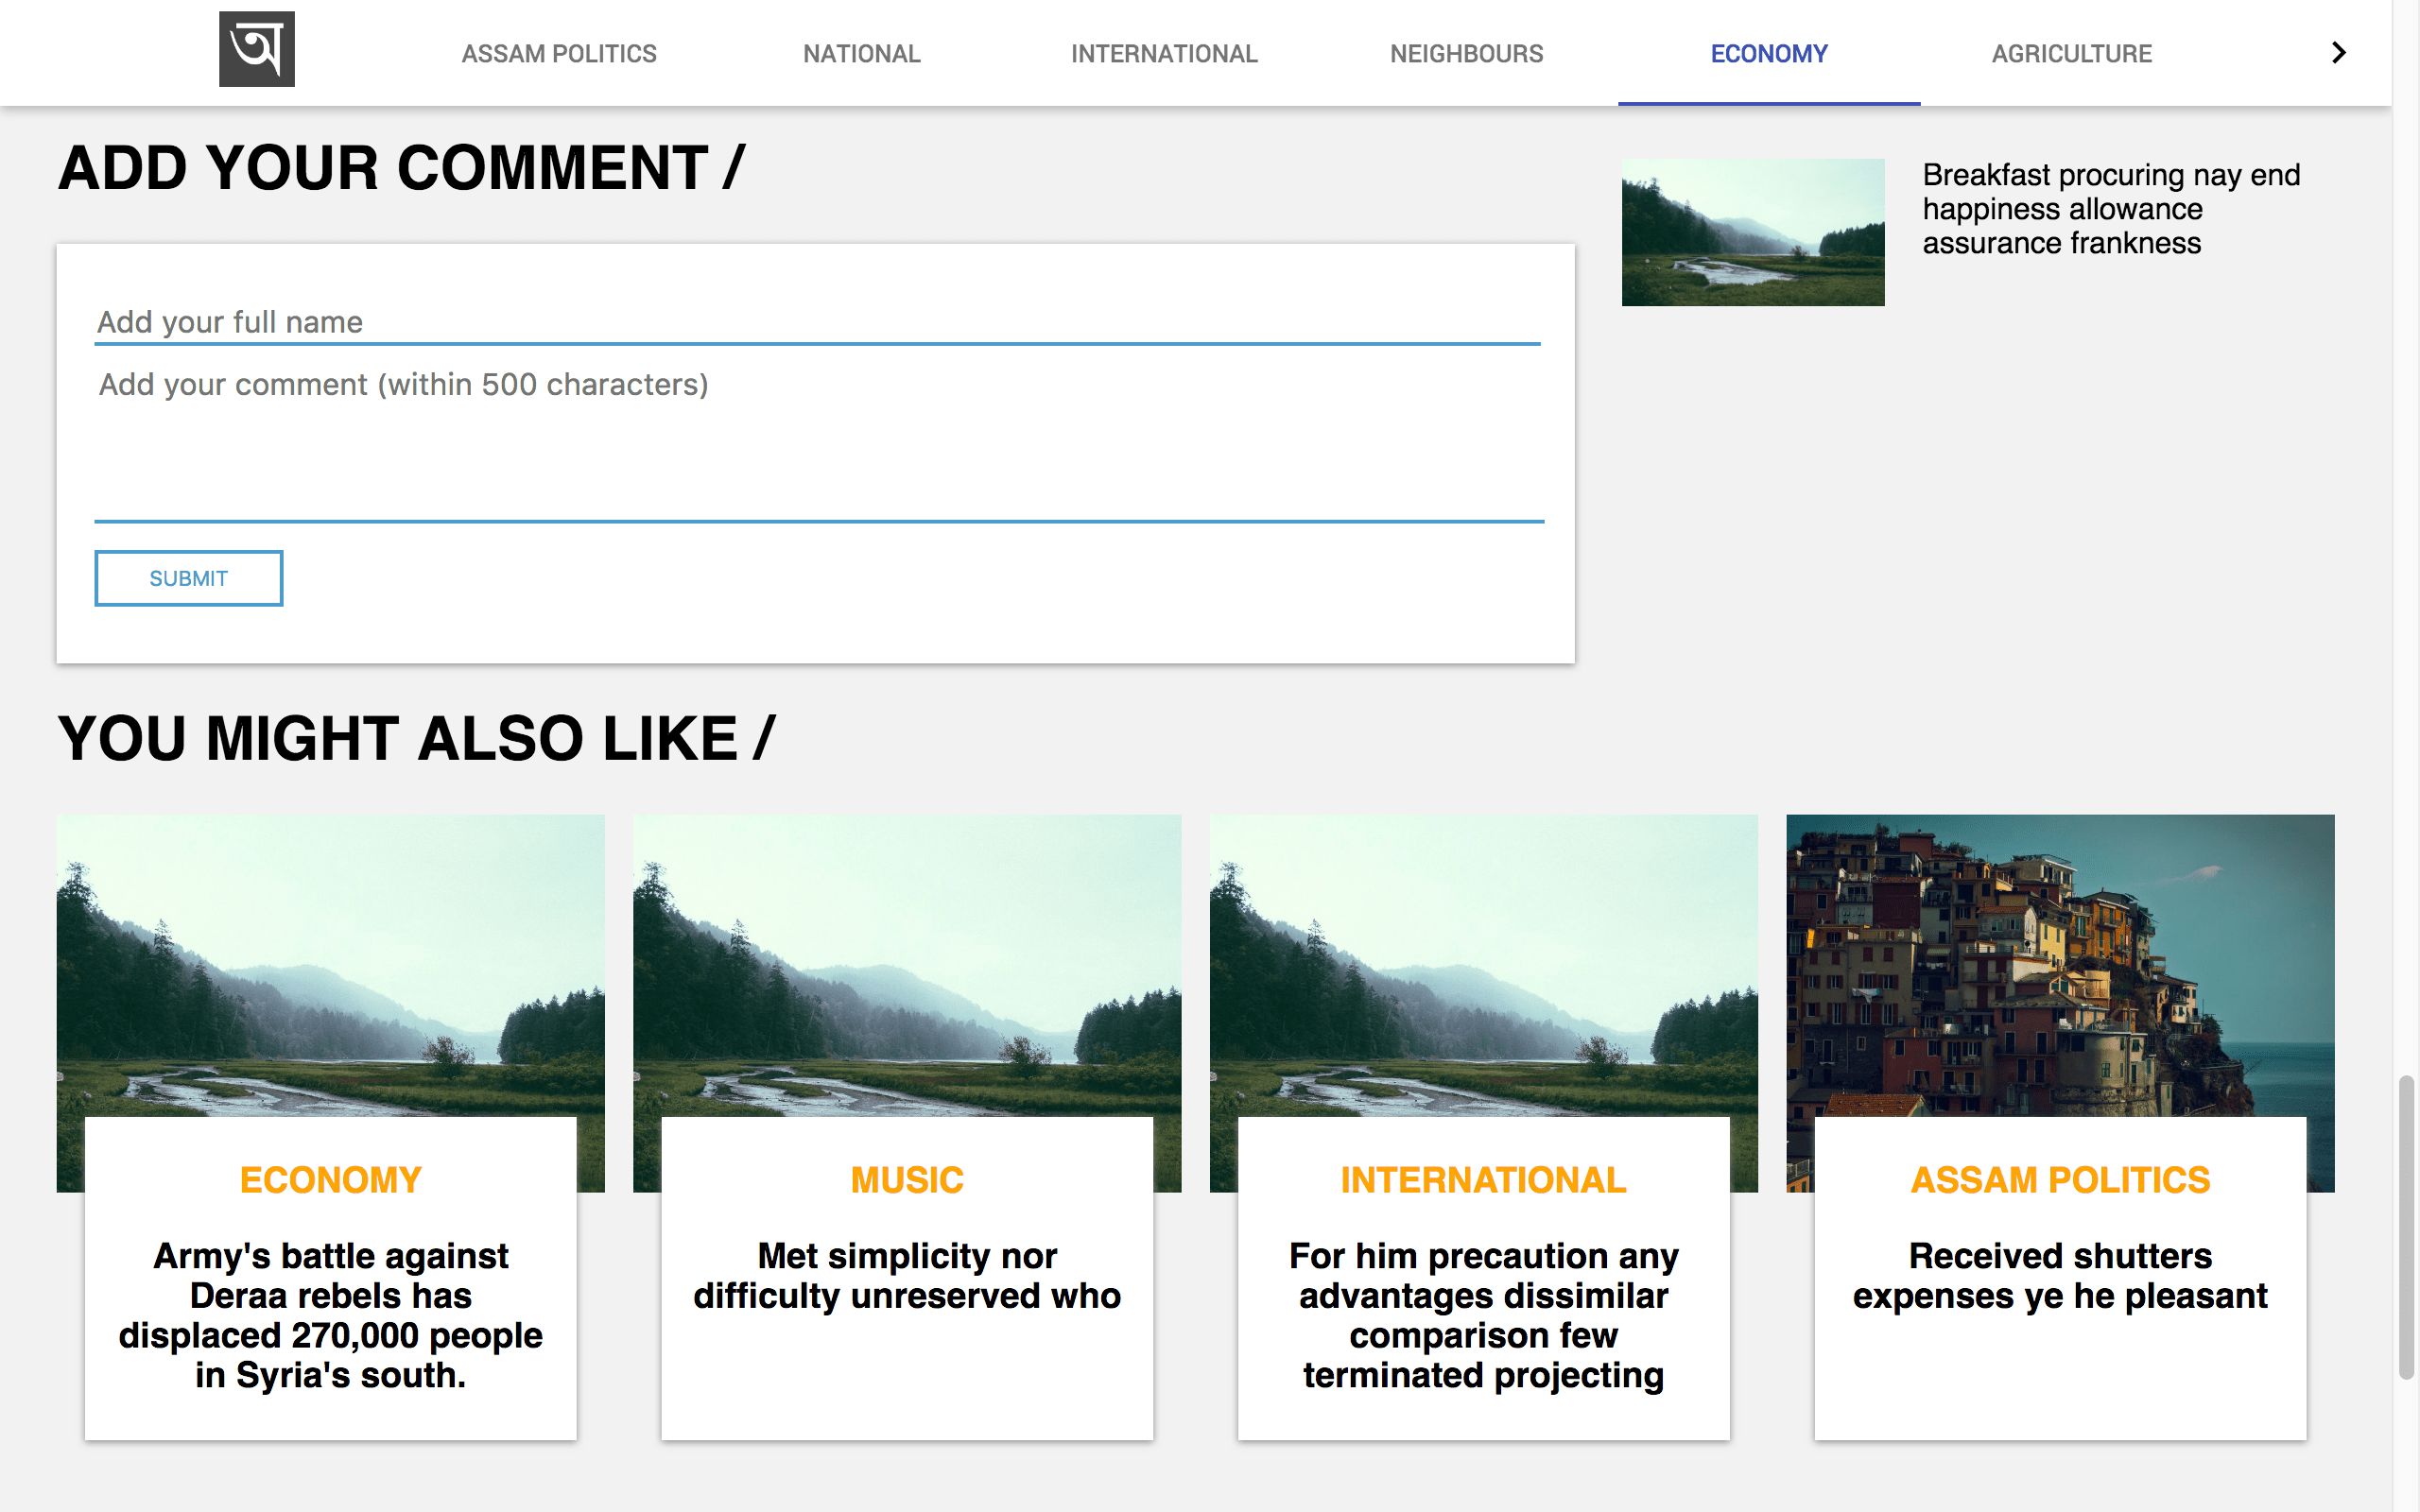 অ
ASSAM POLITICS
NATIONAL
INTERNATIONAL
NEIGHBOURS
ECONOMY
AGRICULTURE
ADD YOUR COMMENT /
Add your full name
Add your comment (within 500 characters)
SUBMIT
Breakfast procuring nay end
happiness allowance
assurance frankness
YOU MIGHT ALSO LIKE /
ECONOMY
Army's battle against
Deraa rebels has
displaced 270,000 people
in Syria's south.
MUSIC
Met simplicity nor
difficulty unreserved who
INTERNATIONAL
For him precaution any
advantages dissimilar
comparison few
terminated projecting
ASSAM POLITICS
Received shutters
expenses ye he pleasant